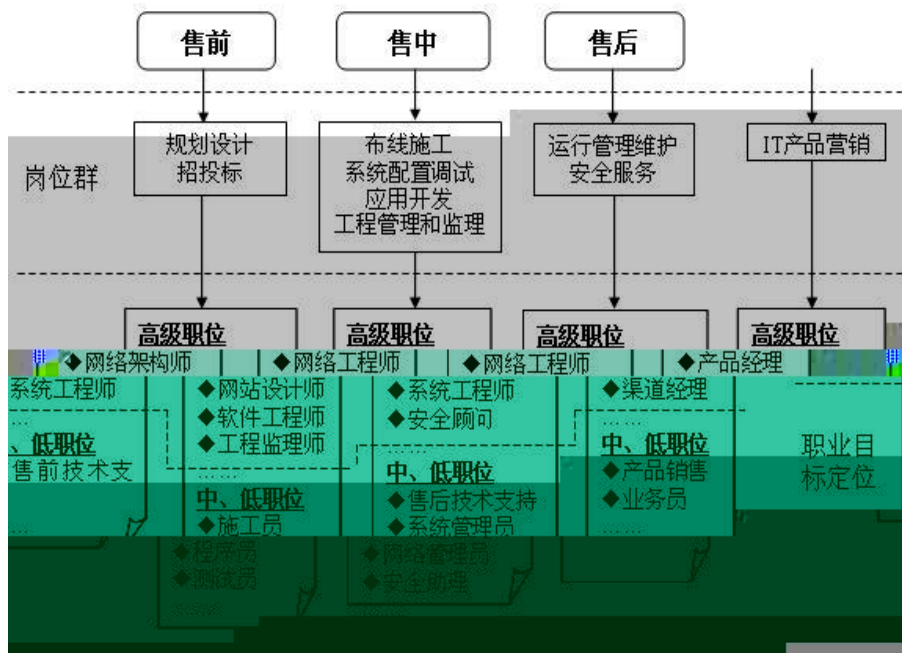 售前
售中
售后
岗位群
规划设计
招投标
布线施工
系统配置调试
应用开发
工程管理和监理
运行管理维护
安全服务
IT产品营销
高级职位
高级职位
高级职位
高级职位
◆网络架构师
◆网络工程师
◆网络工程师
◆产品经理
系统工程师
……
、低职位
售前技术支
……
◆网站设计师
◆软件工程师
◆工程监理师
……
中、低职位
◆施工员
◆程序员
◆测试员
……
◆系统工程师
◆安全顾问
……
中、低职位
◆售后技术支持
◆系统管理员
◆网络管理员
◆安全助理
……
◆渠道经理
……
中、低职位
◆产品销售
◆业务员
……
职业目
标定位